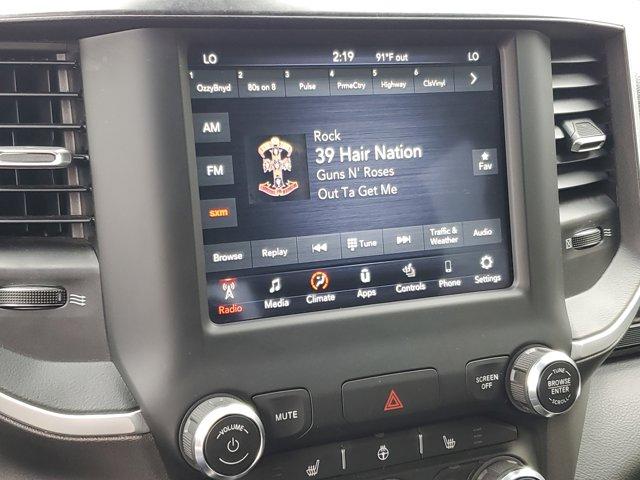 LO 2:19 91°F out LO
1 OzzyBnyd 2 80s on 8 3 Pulse 4 PrmeCtry 5 Highway 6 ClsVinyl
AM
FM
sxm
Rock
39 Hair Nation
Guns N' Roses
Out Ta Get Me
Fav
Browse Replay Tune Traffic & Weather Audio
Radio Media Climate Apps Controls Phone Settings
VOLUME
MUTE
SCREEN OFF
TUNE
BROWSE
ENTER
SCROLL